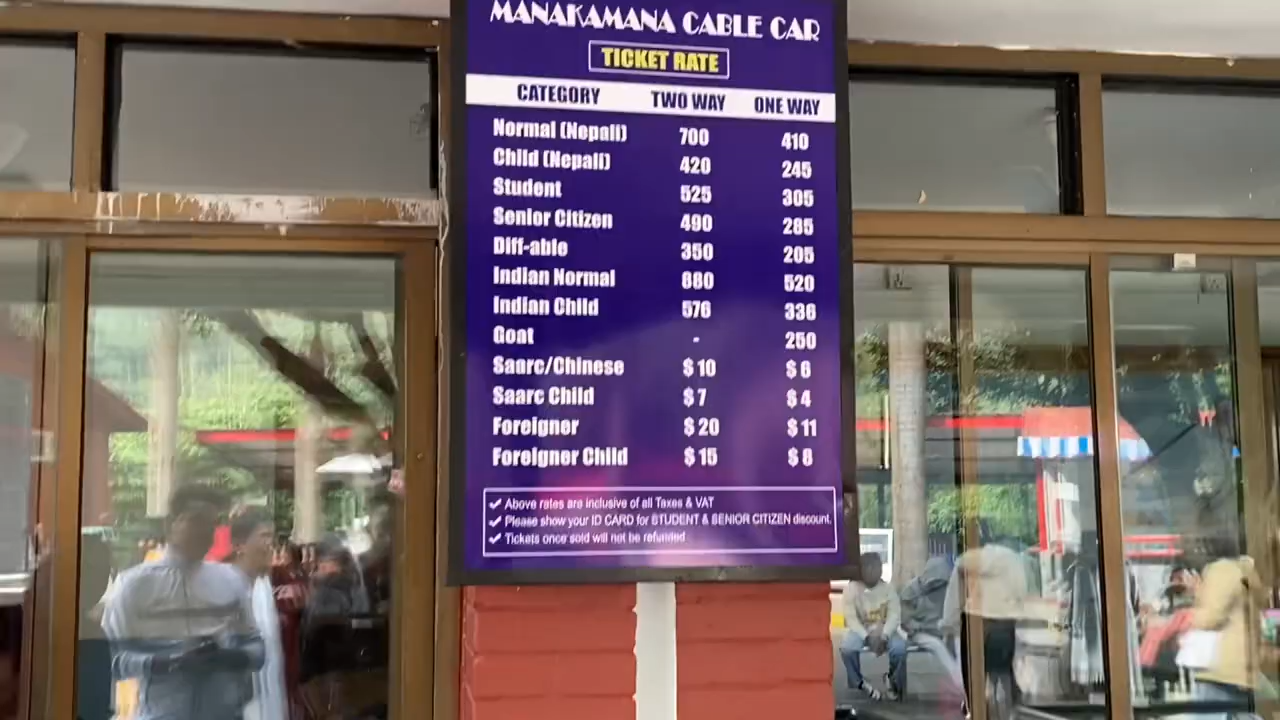 MANAKAMANA CABLE CAR
TICKET RATE
CATEGORY TWO WAY ONE WAY
Normal (Nepali) 700 410
Child (Nepali) 420 245
Student 525 305
Senior Citizen 490 285
Diff-able 350 205
Indian Normal 880 520
Indian Child 576 336
Goat - 250
Saarc/Chinese $ 10 $ 6
Saarc Child $ 7 $ 4
Foreigner $ 20 $ 11
Foreigner Child $ 15 $ 8
✓ Above rates are inclusive of all Taxes & VAT
✓ Please show your ID CARD for STUDENT & SENIOR CITIZEN discount.
✓ Tickets once sold will not be refunded